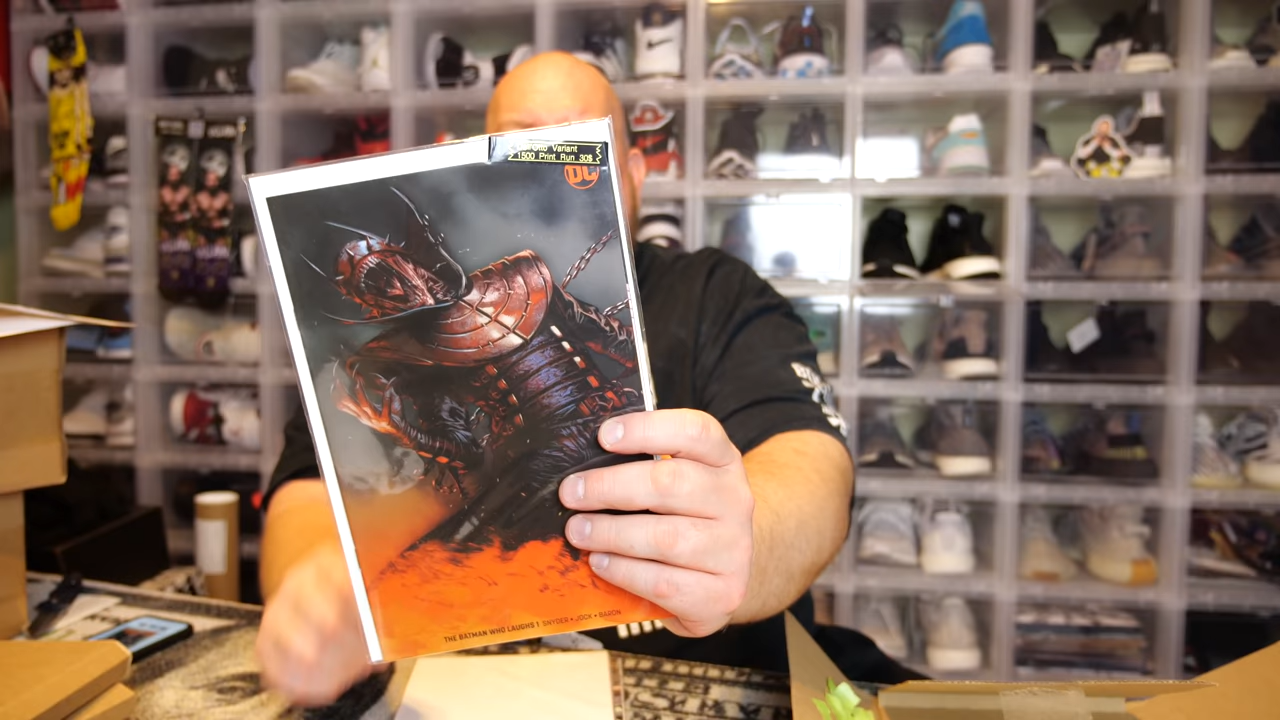 Variant
1500 Print Run 30$
DC
THE BATMAN WHO LAUGHS 1 SNYDER • JOCK • BARON